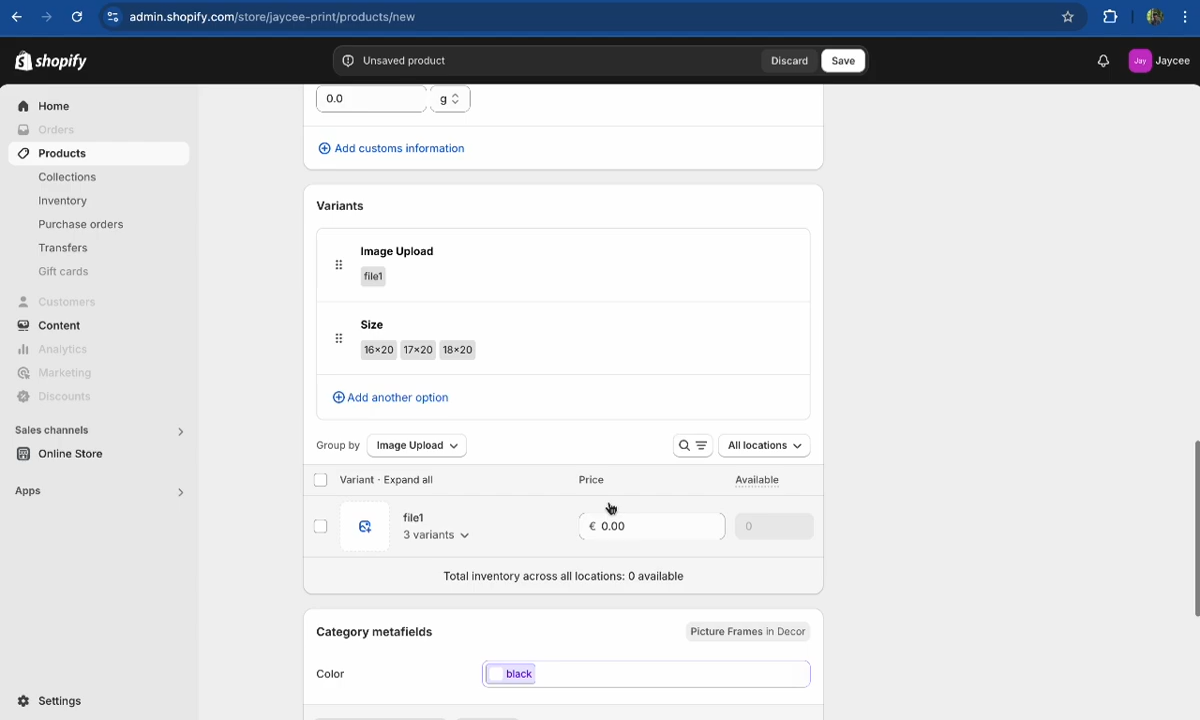 admin.shopify.com/store/jaycee-print/products/new
shopify
Unsaved product
Discard
Save
Jay
Jaycee
Home
Orders
Products
Collections
Inventory
Purchase orders
Transfers
Gift cards
Customers
Content
Analytics
Marketing
Discounts
Sales channels
Online Store
Apps
Settings
0.0
g
Add customs information
Variants
Image Upload
file1
Size
16×20 17×20 18×20
Add another option
Group by Image Upload All locations
Variant · Expand all Price Available
file1
3 variants
€ 0.00
0
Total inventory across all locations: 0 available
Category metafields Picture Frames in Decor
Color black